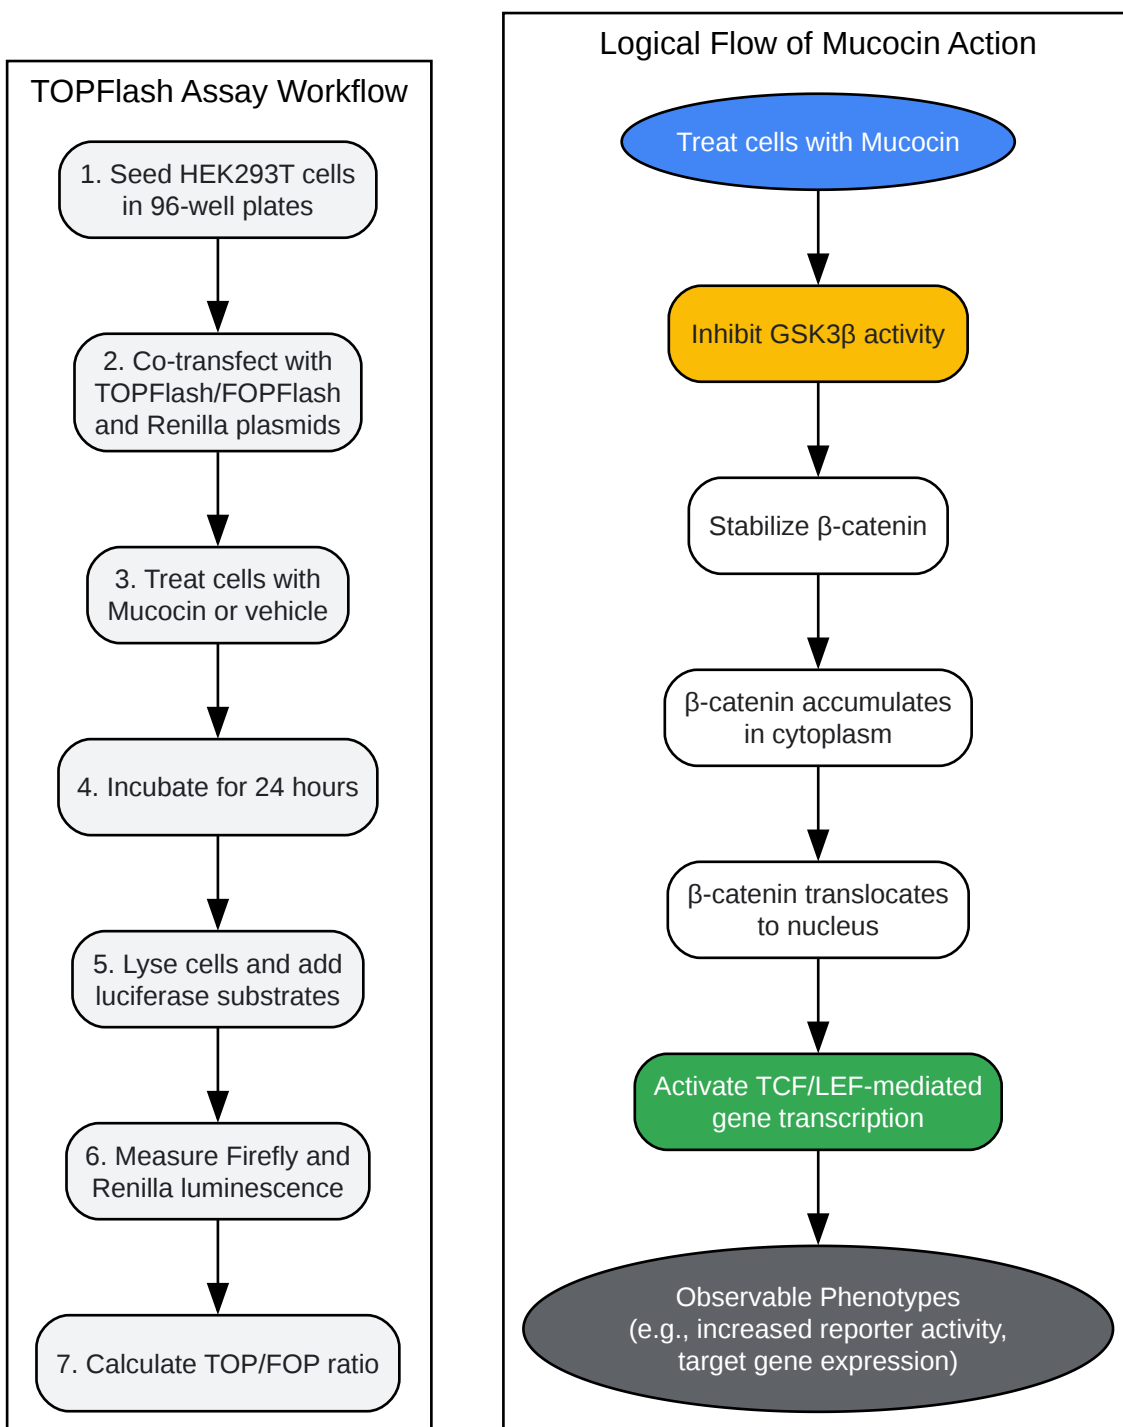 TOPFlash Assay Workflow
1. Seed HEK293T cells
in 96-well plates
2. Co-transfect with
TOPFlash/FOPFlash
and Renilla plasmids
3. Treat cells with
Mucocin or vehicle
4. Incubate for 24 hours
5. Lyse cells and add
luciferase substrates
6. Measure Firefly and
Renilla luminescence
7. Calculate TOP/FOP ratio
Logical Flow of Mucocin Action
Treat cells with Mucocin
Inhibit GSK3β activity
Stabilize β-catenin
β-catenin accumulates
in cytoplasm
β-catenin translocates
to nucleus
Activate TCF/LEF-mediated
gene transcription
Observable Phenotypes
(e.g., increased reporter activity,
target gene expression)